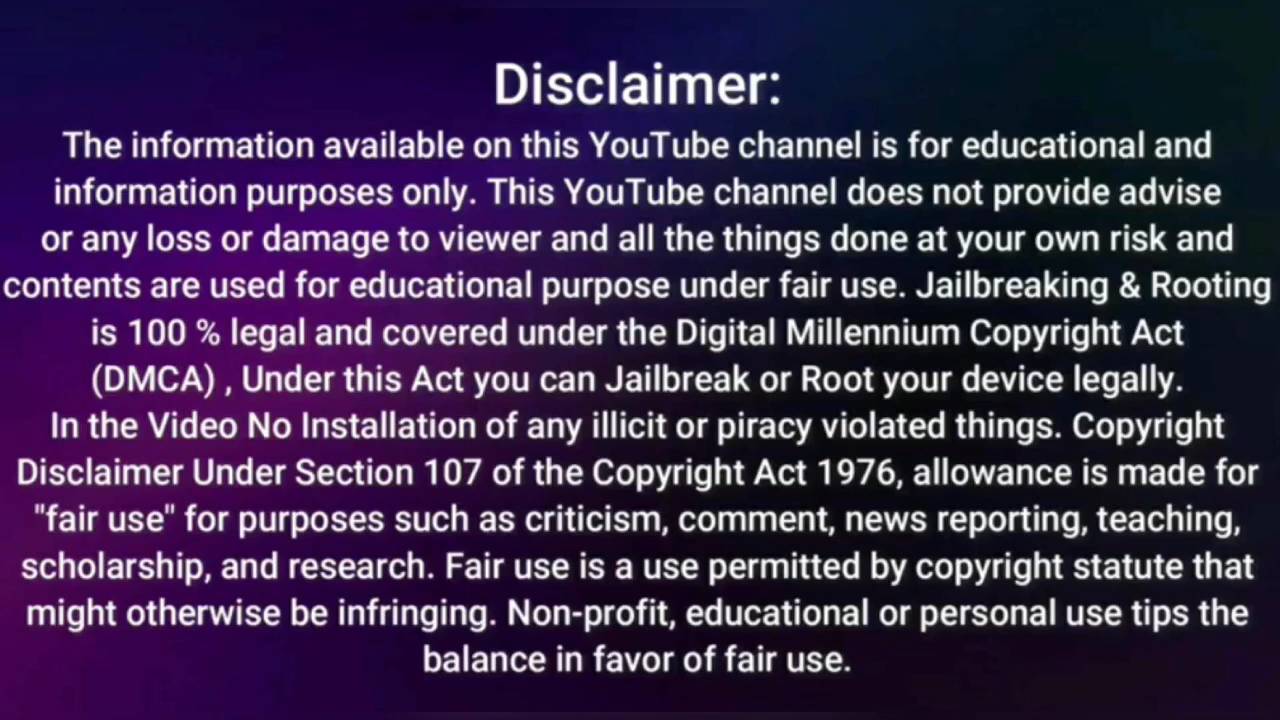 Disclaimer:
The information available on this YouTube channel is for educational and
information purposes only. This YouTube channel does not provide advise
or any loss or damage to viewer and all the things done at your own risk and
contents are used for educational purpose under fair use. Jailbreaking & Rooting
is 100 % legal and covered under the Digital Millennium Copyright Act
(DMCA) , Under this Act you can Jailbreak or Root your device legally.
In the Video No Installation of any illicit or piracy violated things. Copyright
Disclaimer Under Section 107 of the Copyright Act 1976, allowance is made for
"fair use" for purposes such as criticism, comment, news reporting, teaching,
scholarship, and research. Fair use is a use permitted by copyright statute that
might otherwise be infringing. Non-profit, educational or personal use tips the
balance in favor of fair use.